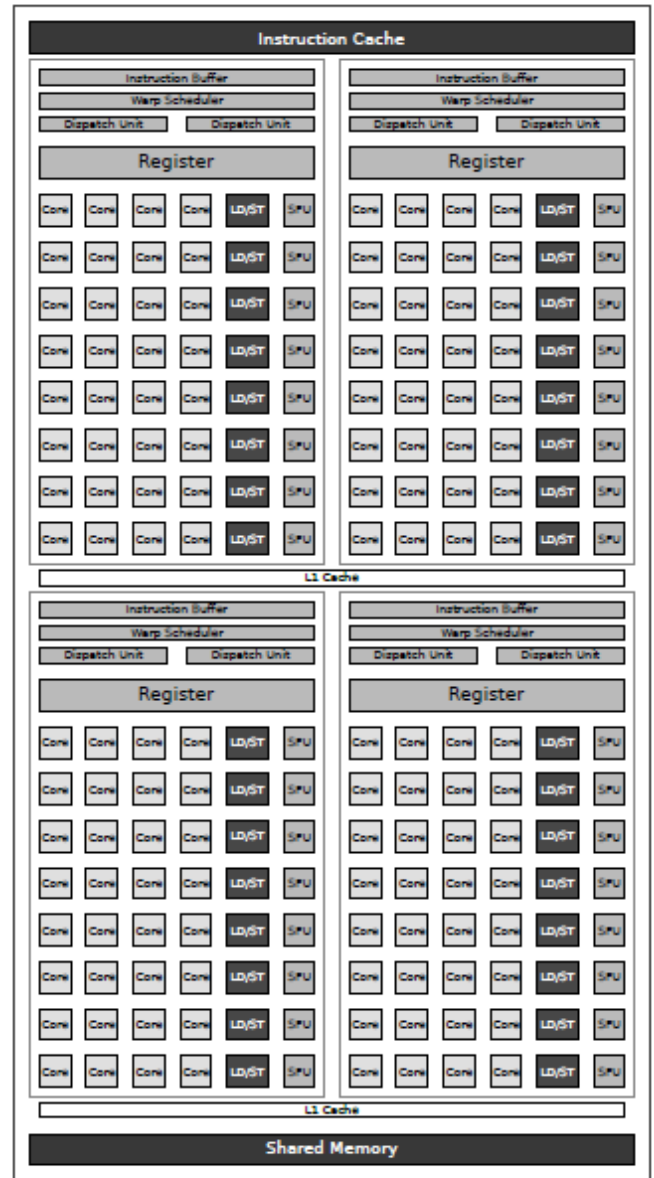 Instruction Cache
Instruction Buffer Instruction Buffer
Warp Scheduler Warp Scheduler
Dispatch Unit Dispatch Unit Dispatch Unit Dispatch Unit
Register Register
Core Core Core Core LD/ST SFU Core Core Core Core LD/ST SFU
Core Core Core Core LD/ST SFU Core Core Core Core LD/ST SFU
Core Core Core Core LD/ST SFU Core Core Core Core LD/ST SFU
Core Core Core Core LD/ST SFU Core Core Core Core LD/ST SFU
Core Core Core Core LD/ST SFU Core Core Core Core LD/ST SFU
Core Core Core Core LD/ST SFU Core Core Core Core LD/ST SFU
Core Core Core Core LD/ST SFU Core Core Core Core LD/ST SFU
Core Core Core Core LD/ST SFU Core Core Core Core LD/ST SFU
L1 Cache
Instruction Buffer Instruction Buffer
Warp Scheduler Warp Scheduler
Dispatch Unit Dispatch Unit Dispatch Unit Dispatch Unit
Register Register
Core Core Core Core LD/ST SFU Core Core Core Core LD/ST SFU
Core Core Core Core LD/ST SFU Core Core Core Core LD/ST SFU
Core Core Core Core LD/ST SFU Core Core Core Core LD/ST SFU
Core Core Core Core LD/ST SFU Core Core Core Core LD/ST SFU
Core Core Core Core LD/ST SFU Core Core Core Core LD/ST SFU
Core Core Core Core LD/ST SFU Core Core Core Core LD/ST SFU
Core Core Core Core LD/ST SFU Core Core Core Core LD/ST SFU
Core Core Core Core LD/ST SFU Core Core Core Core LD/ST SFU
L1 Cache
Shared Memory